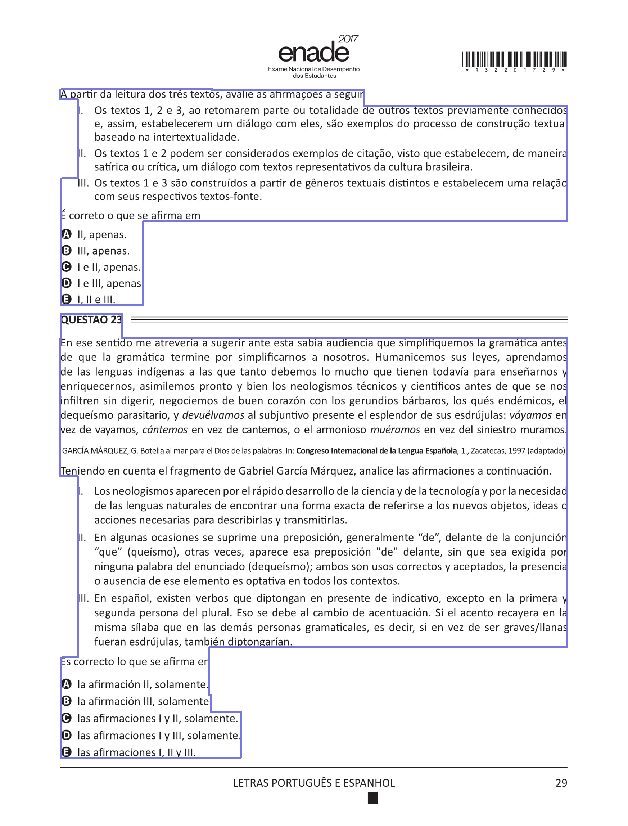 2017
enade
Exame Nacional de Desempenho
dos Estudantes
*R3220172
A partir da leitura dos três textos, avalie as afirmações a seguir
I. Os textos 1, 2 e 3, ao retomarem parte ou totalidade de outros textos previamente conhecidos
e, assim, estabelecerem um diálogo com eles, são exemplos do processo de construção textual
baseado na intertextualidade.
II. Os textos 1 e 2 podem ser considerados exemplos de citação, visto que estabelecem, de maneira
satírica ou crítica, um diálogo com textos representativos da cultura brasileira.
III. Os textos 1 e 3 são construídos a partir de gêneros textuais distintos e estabelecem uma relação
com seus respectivos textos-fonte.
É correto o que se afirma em
A II, apenas.
B III, apenas.
C I e II, apenas.
D I e III, apenas
E I, II e III.
QUESTÃO 23
En ese sentido me atrevería a sugerir ante esta sabia audiencia que simplifiquemos la gramática antes
de que la gramática termine por simplificarnos a nosotros. Humanicemos sus leyes, aprendamos
de las lenguas indígenas a las que tanto debemos lo mucho que tienen todavía para enseñarnos y
enriquecernos, asimilemos pronto y bien los neologismos técnicos y científicos antes de que se nos
infiltren sin digerir, negociemos de buen corazón con los gerundios bárbaros, los qués endémicos, el
dequeísmo parasitario, y devuélvamos al subjuntivo presente el esplendor de sus esdrújulas: váyamos en
vez de vayamos, cántemos en vez de cantemos, o el armonioso muéramos en vez del siniestro muramos.
GARCÍA MÁRQUEZ, G. Botella al mar para el Dios de las palabras. In: Congreso Internacional de la Lengua Española, 1., Zacatecas, 1997 (adaptado)
Teniendo en cuenta el fragmento de Gabriel García Márquez, analice las afirmaciones a continuación.
I. Los neologismos aparecen por el rápido desarrollo de la ciencia y de la tecnología y por la necesidad
de las lenguas naturales de encontrar una forma exacta de referirse a los nuevos objetos, ideas o
acciones necesarias para describirlas y transmitirlas.
II. En algunas ocasiones se suprime una preposición, generalmente "de", delante de la conjunción
"que" (queísmo), otras veces, aparece esa preposición "de" delante, sin que sea exigida por
ninguna palabra del enunciado (dequeísmo); ambos son usos correctos y aceptados, la presencia
o ausencia de ese elemento es optativa en todos los contextos.
III. En español, existen verbos que diptongan en presente de indicativo, excepto en la primera y
segunda persona del plural. Eso se debe al cambio de acentuación. Si el acento recayera en la
misma sílaba que en las demás personas gramaticales, es decir, si en vez de ser graves/llanas
fueran esdrújulas, también diptongarían.
Es correcto lo que se afirma en
A la afirmación II, solamente.
B la afirmación III, solamente
C las afirmaciones I y II, solamente.
D las afirmaciones I y III, solamente.
E las afirmaciones I, II y III.
LETRAS PORTUGUÊS E ESPANHOL
29